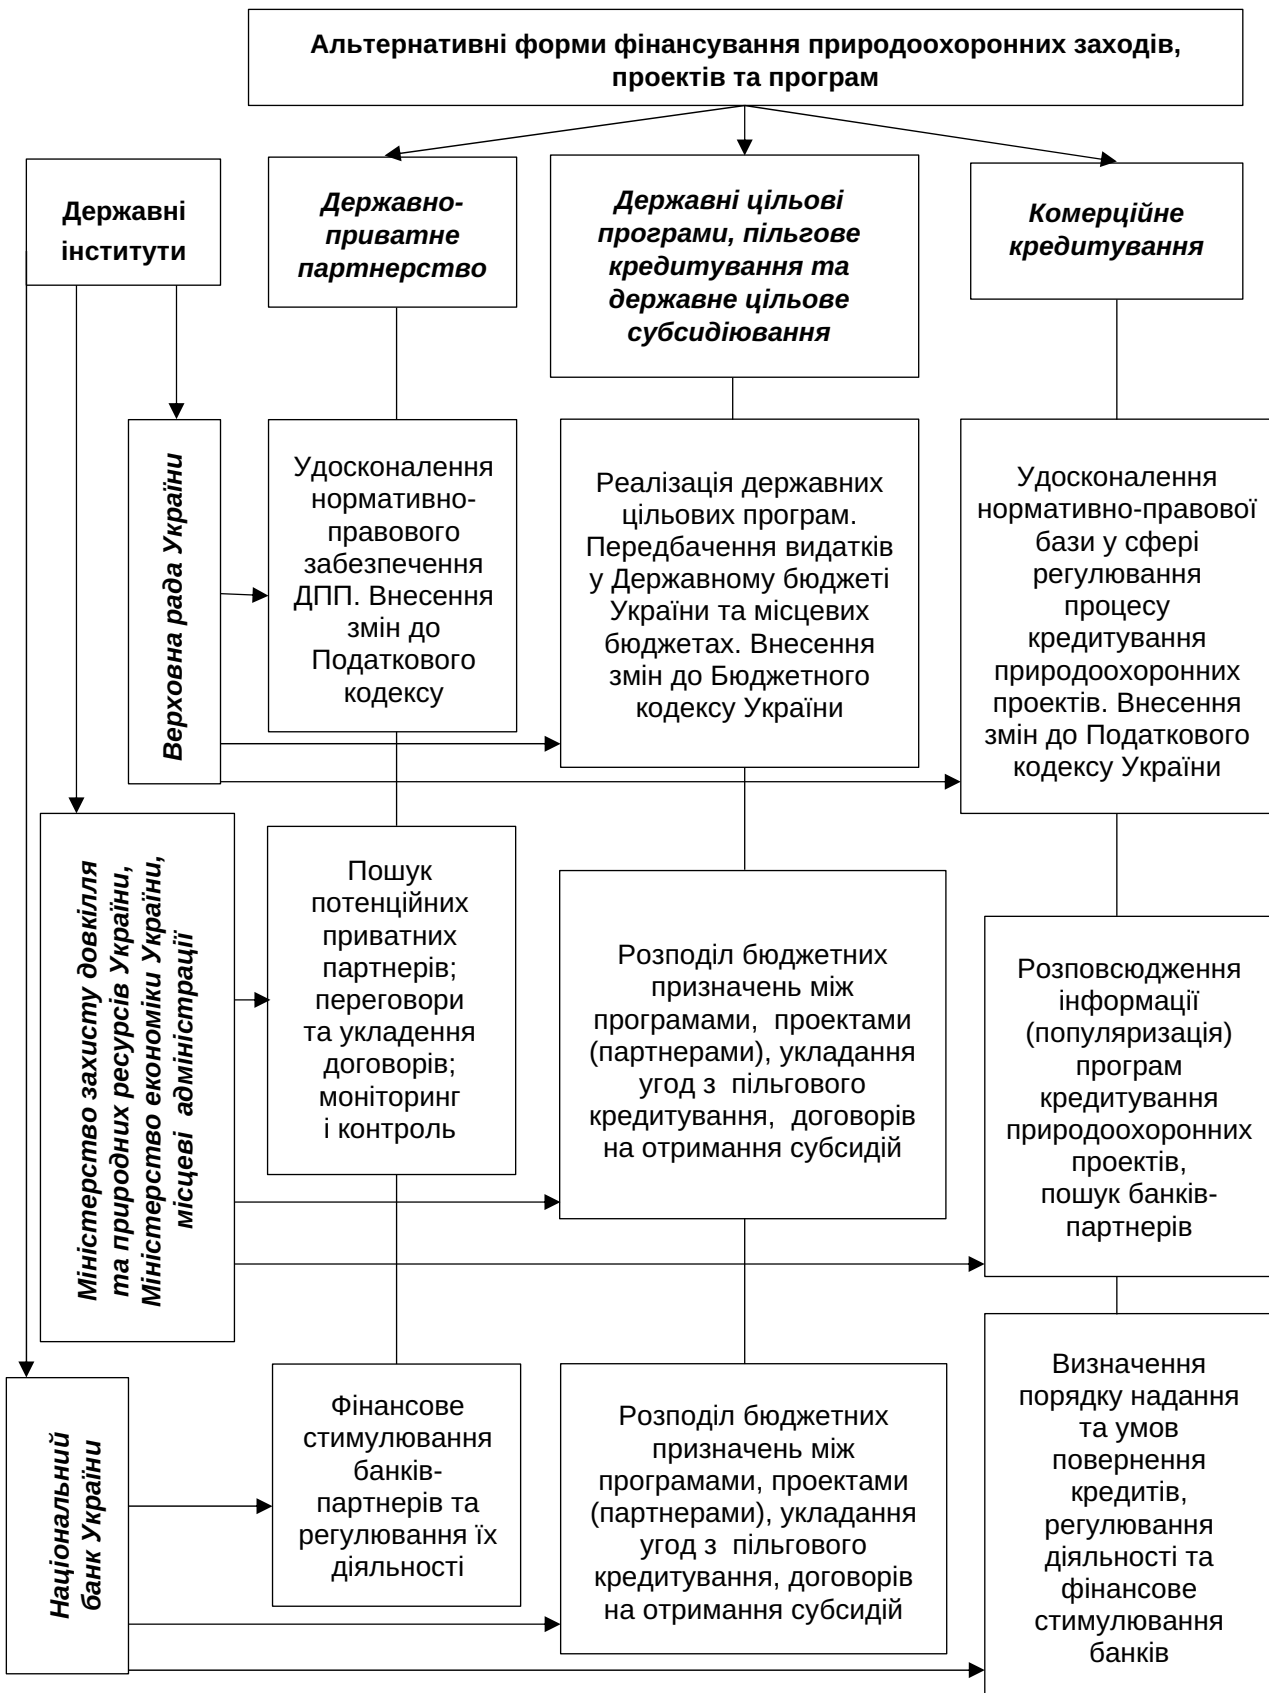 Альтернативні форми фінансування природоохоронних заходів,
проектів та програм
Державні
інститути
Державно-
приватне
партнерство
Державні цільові
програми, пільгове
кредитування та
державне цільове
субсидіювання
Комерційне
кредитування
Верховна рада України
Удосконалення
нормативно-
правового
забезпечення
ДПП. Внесення
змін до
Податкового
кодексу
Реалізація державних
цільових програм.
Передбачення видатків
у Державному бюджеті
України та місцевих
бюджетах. Внесення
змін до Бюджетного
кодексу України
Удосконалення
нормативно-правової
бази у сфері
регулювання
процесу
кредитування
природоохоронних
проектів. Внесення
змін до Податкового
кодексу України
Міністерство захисту довкілля
та природних ресурсів України,
Міністерство економіки України,
місцеві адміністрації
Пошук
потенційних
приватних
партнерів;
переговори
та укладення
договорів;
моніторинг
і контроль
Розподіл бюджетних
призначень між
програмами, проектами
(партнерами), укладання
угод з пільгового
кредитування, договорів
на отримання субсидій
Розповсюдження
інформації
(популяризація)
програм
кредитування
природоохоронних
проектів,
пошук банків-
партнерів
Національний
банк України
Фінансове
стимулювання
банків-
партнерів та
регулювання їх
діяльності
Розподіл бюджетних
призначень між
програмами, проектами
(партнерами), укладання
угод з пільгового
кредитування, договорів
на отримання субсидій
Визначення
порядку надання
та умов
повернення
кредитів,
регулювання
діяльності та
фінансове
стимулювання
банків